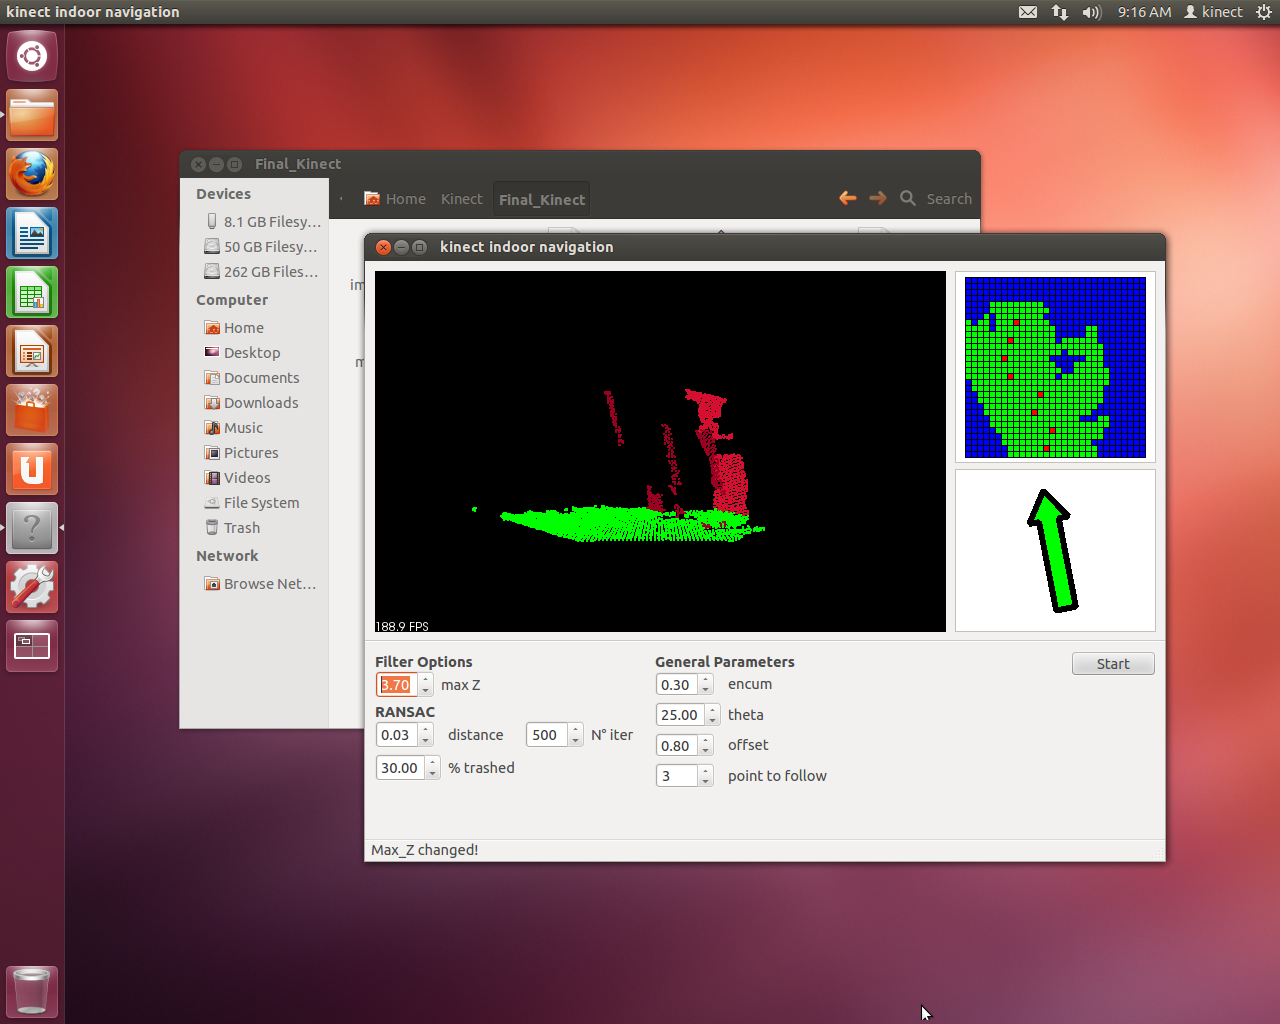 kinect indoor navigation
9:16 AM kinect
Final_Kinect
Devices
8.1 GB Filesy...
50 GB Filesy...
262 GB Files...
Computer
Home
Desktop
Documents
Downloads
Music
Pictures
Videos
File System
Trash
Network
Browse Net...
Home Kinect Final_Kinect Search
im
m
kinect indoor navigation
188.9 FPS
Filter Options
3.70 max Z
RANSAC
0.03 distance 500 N° iter
30.00 % trashed
General Parameters
0.30 encum
25.00 theta
0.80 offset
3 point to follow
Start
Max_Z changed!